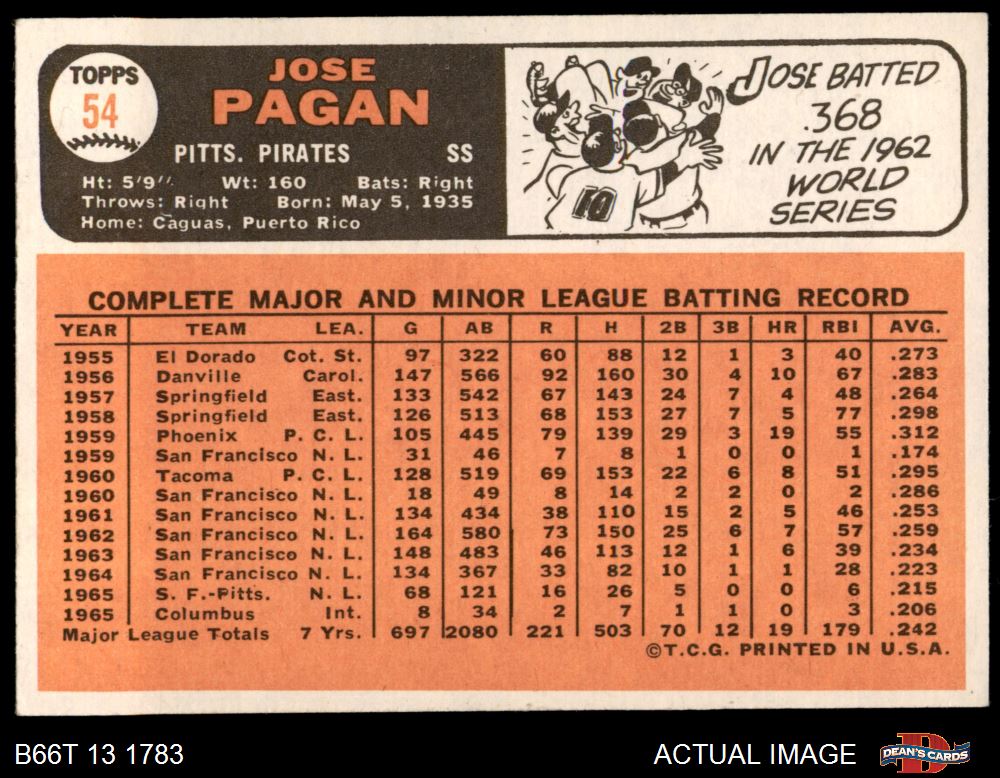 TOPPS
54
JOSE
PAGAN
PITTS. PIRATES SS
Ht: 5'9" Wt: 160 Bats: Right
Throws: Right Born: May 5, 1935
Home: Caguas, Puerto Rico
10
JOSE BATTED
.368
IN THE 1962
WORLD
SERIES
COMPLETE MAJOR AND MINOR LEAGUE BATTING RECORD
YEAR TEAM LEA. G AB R H 2B 3B HR RBI AVG.
1955 El Dorado Cot. St. 97 322 60 88 12 1 3 40 .273
1956 Danville Carol. 147 566 92 160 30 4 10 67 .283
1957 Springfield East. 133 542 67 143 24 7 4 48 .264
1958 Springfield East. 126 513 68 153 27 7 5 77 .298
1959 Phoenix P. C. L. 105 445 79 139 29 3 19 55 .312
1959 San Francisco N. L. 31 46 7 8 1 0 0 1 .174
1960 Tacoma P. C. L. 128 519 69 153 22 6 8 51 .295
1960 San Francisco N. L. 18 49 8 14 2 2 0 2 .286
1961 San Francisco N. L. 134 434 38 110 15 2 5 46 .253
1962 San Francisco N. L. 164 580 73 150 25 6 7 57 .259
1963 San Francisco N. L. 148 483 46 113 12 1 6 39 .234
1964 San Francisco N. L. 134 367 33 82 10 1 1 28 .223
1965 S. F.-Pitts. N. L. 68 121 16 26 5 0 0 6 .215
1965 Columbus Int. 8 34 2 7 1 1 0 3 .206
Major League Totals 7 Yrs. 697 2080 221 503 70 12 19 179 .242
©T.C.G. PRINTED IN U.S.A.
B66T 13 1783 ACTUAL IMAGE DEAN'S CARDS